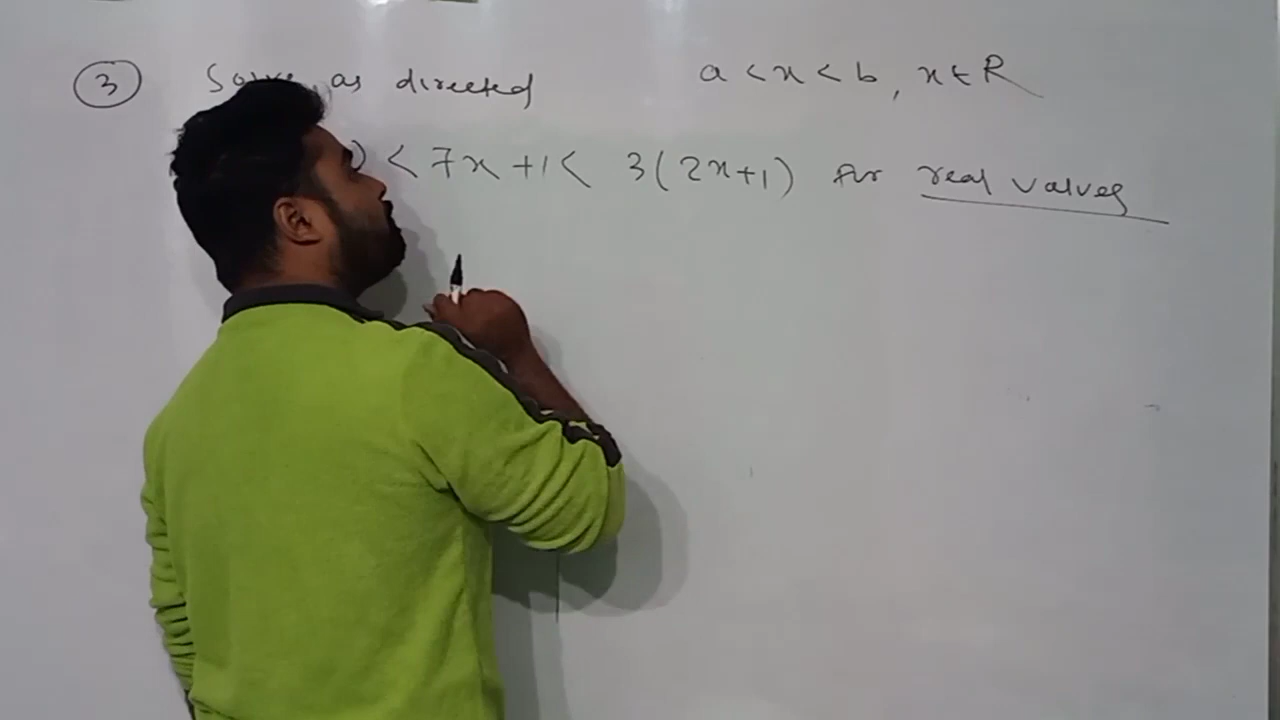 3 as directed a < x < b, x ∈ R
) < 7x + 1 < 3(2x+1) for real values